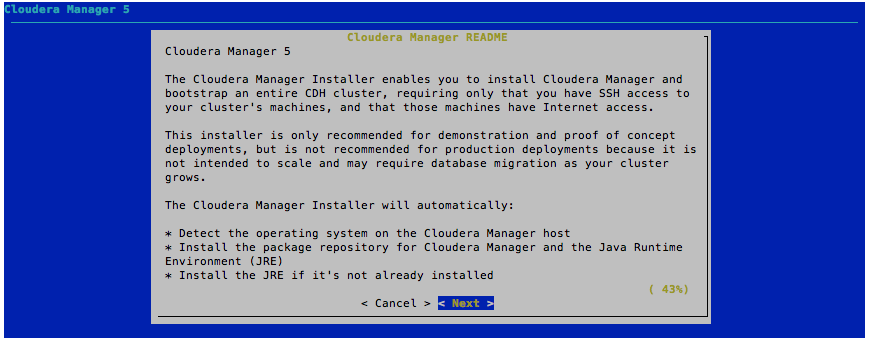 Cloudera Manager 5
Cloudera Manager README
Cloudera Manager 5
The Cloudera Manager Installer enables you to install Cloudera Manager and
bootstrap an entire CDH cluster, requiring only that you have SSH access to
your cluster's machines, and that those machines have Internet access.
This installer is only recommended for demonstration and proof of concept
deployments, but is not recommended for production deployments because it is
not intended to scale and may require database migration as your cluster
grows.
The Cloudera Manager Installer will automatically:
* Detect the operating system on the Cloudera Manager host
* Install the package repository for Cloudera Manager and the Java Runtime
Environment (JRE)
* Install the JRE if it's not already installed
( 43%)
< Cancel > < Next >